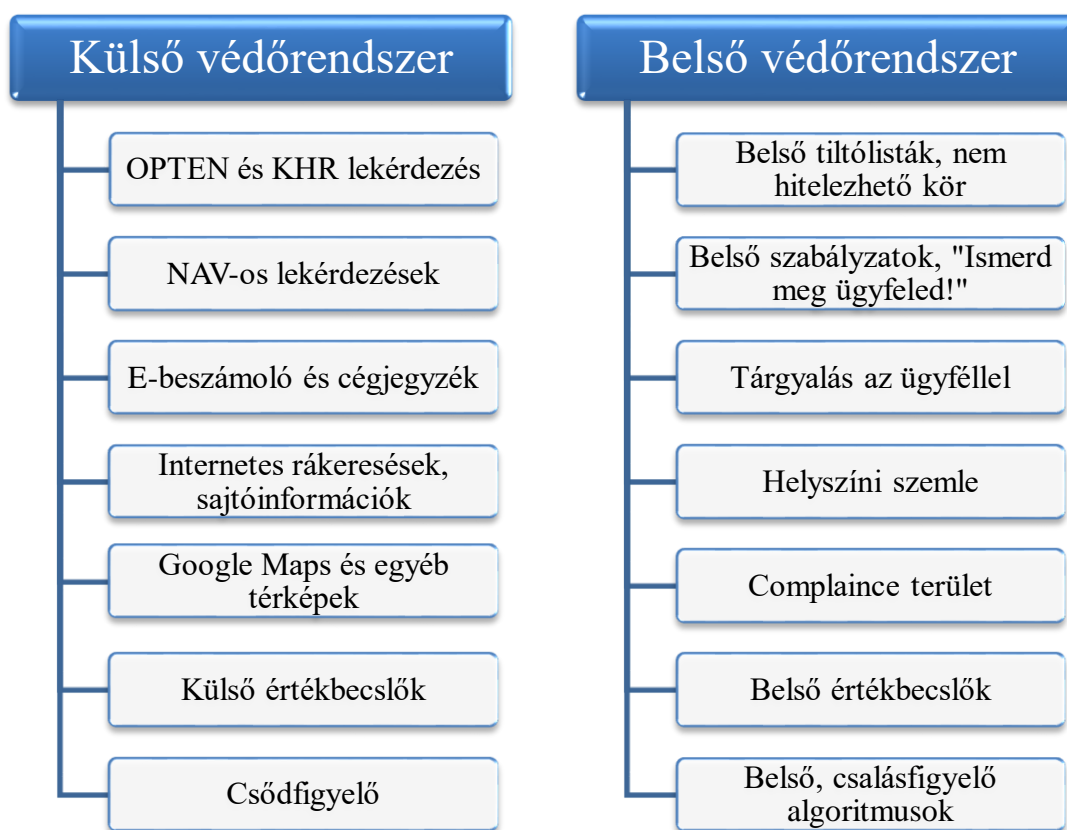 Külső védőrendszer
OPTEN és KHR lekérdezés
NAV-os lekérdezések
E-beszámoló és cégjegyzék
Internetes rákeresések,
sajtóinformációk
Google Maps és egyéb
térképek
Külső értékbecslők
Csődfigyelő
Belső védőrendszer
Belső tiltólisták, nem
hitelezhető kör
Belső szabályzatok, "Ismerd
meg ügyfeled!"
Tárgyalás az ügyféllel
Helyszíni szemle
Complaince terület
Belső értékbecslők
Belső, csalásfigyelő
algoritmusok